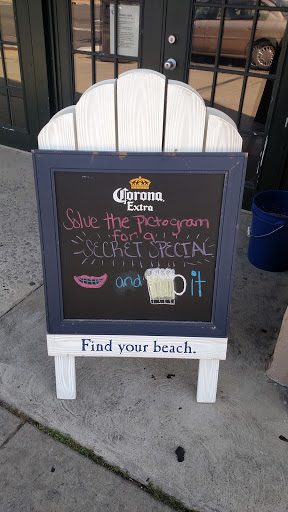 Corona
Extra
Solve the pictogram
for a
SECRET SPECIAL
and it
Find your beach.